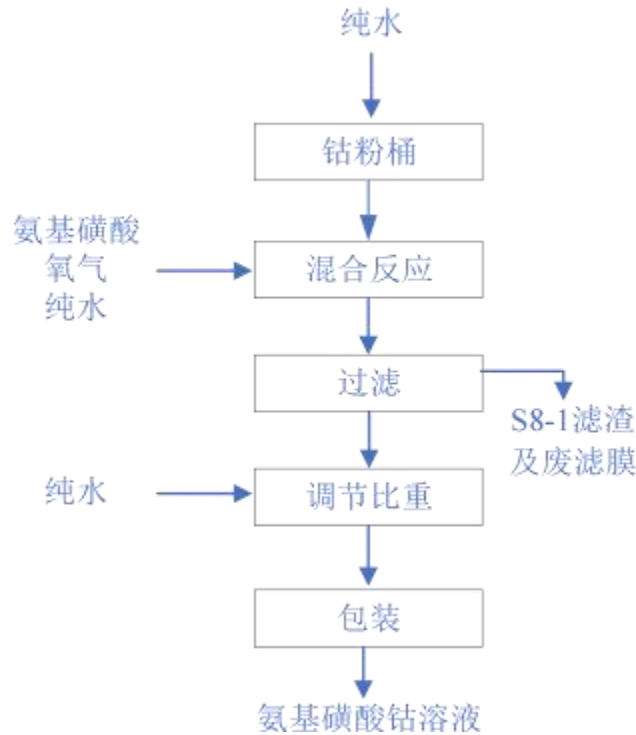 纯水
钴粉桶
氨基磺酸
氧气
纯水
混合反应
过滤
S8-1滤渣
及废滤膜
纯水
调节比重
包装
氨基磺酸钴溶液